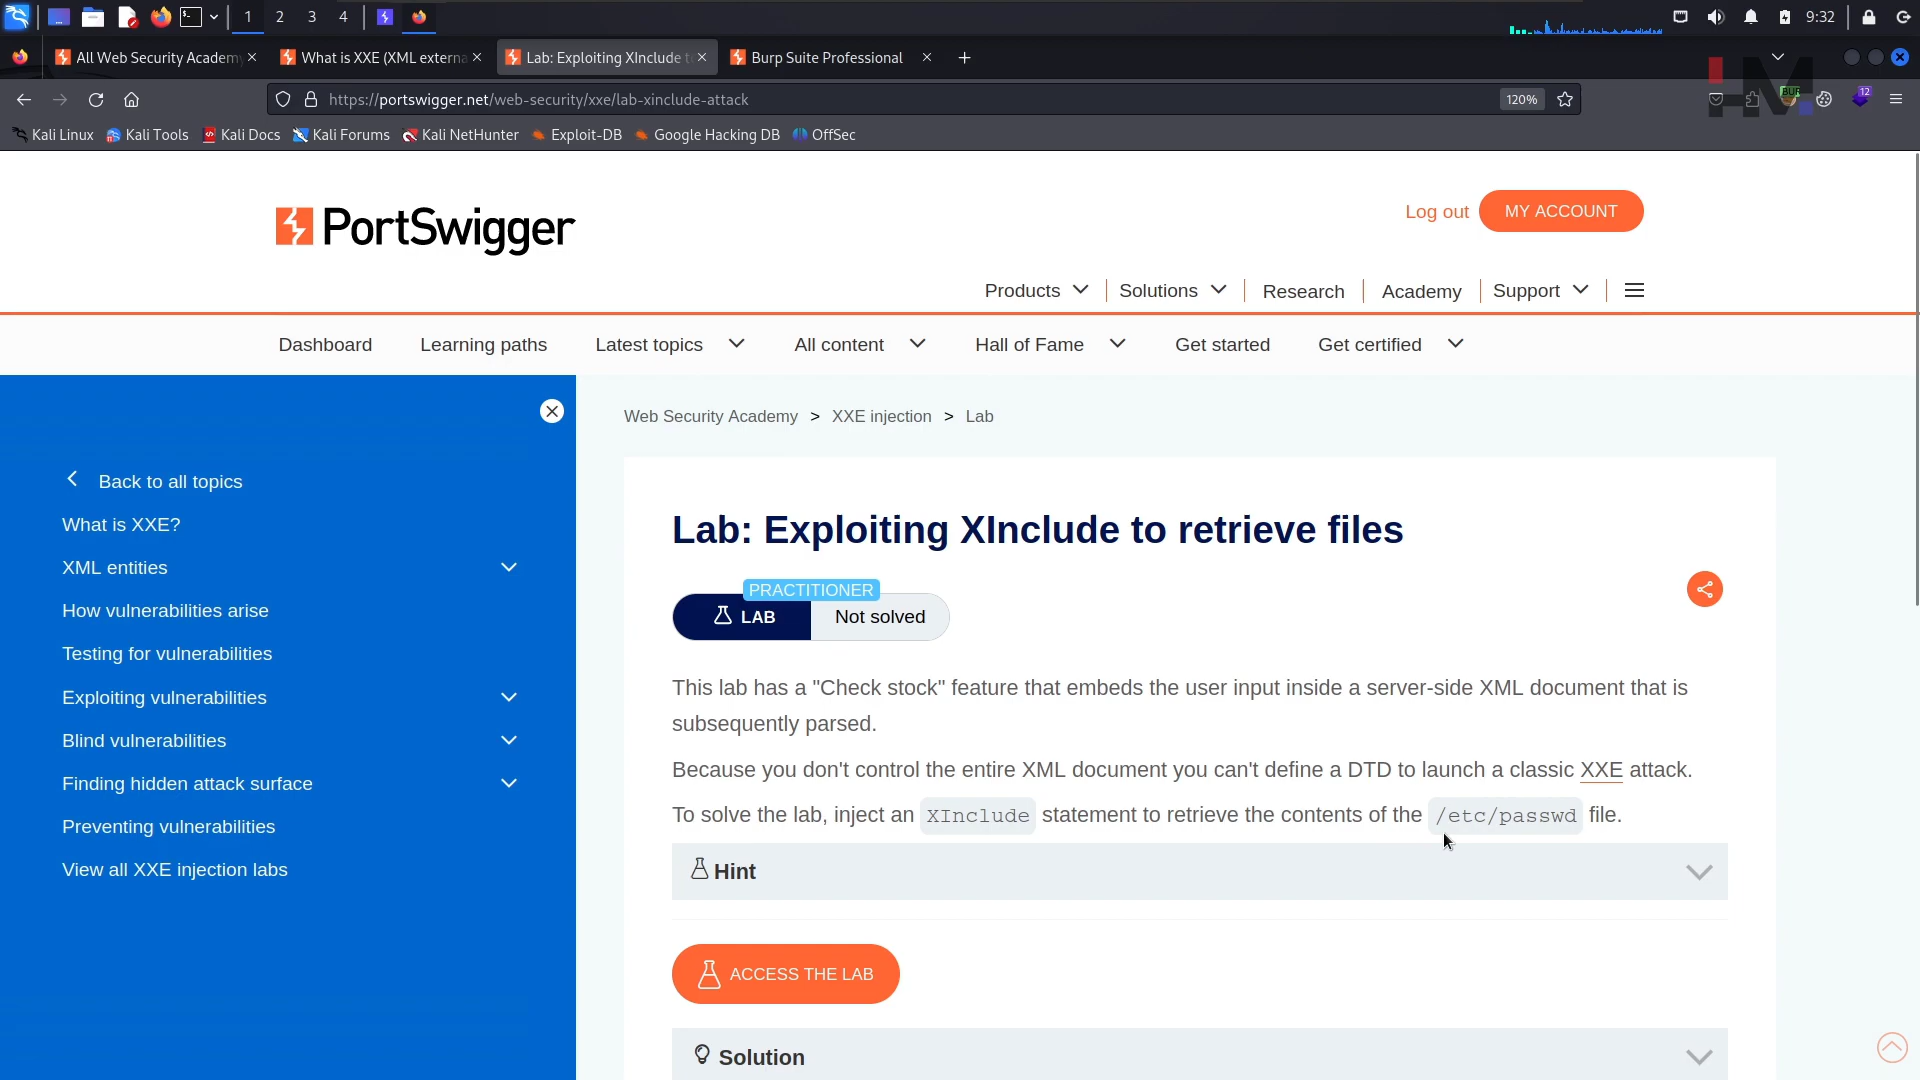 1 2 3 4 9:32
All Web Security Academy What is XXE (XML externa Lab: Exploiting XInclude to Burp Suite Professional
https://portswigger.net/web-security/xxe/lab-xinclude-attack 120% BUR 12
Kali Linux Kali Tools Kali Docs Kali Forums Kali NetHunter Exploit-DB Google Hacking DB OffSec
PortSwigger
Log out MY ACCOUNT
Products Solutions Research Academy Support
Dashboard Learning paths Latest topics All content Hall of Fame Get started Get certified
Back to all topics
What is XXE?
XML entities
How vulnerabilities arise
Testing for vulnerabilities
Exploiting vulnerabilities
Blind vulnerabilities
Finding hidden attack surface
Preventing vulnerabilities
View all XXE injection labs
Web Security Academy > XXE injection > Lab
Lab: Exploiting XInclude to retrieve files
PRACTITIONER
LAB Not solved
This lab has a "Check stock" feature that embeds the user input inside a server-side XML document that is
subsequently parsed.
Because you don't control the entire XML document you can't define a DTD to launch a classic XXE attack.
To solve the lab, inject an XInclude statement to retrieve the contents of the /etc/passwd file.
Hint
ACCESS THE LAB
Solution